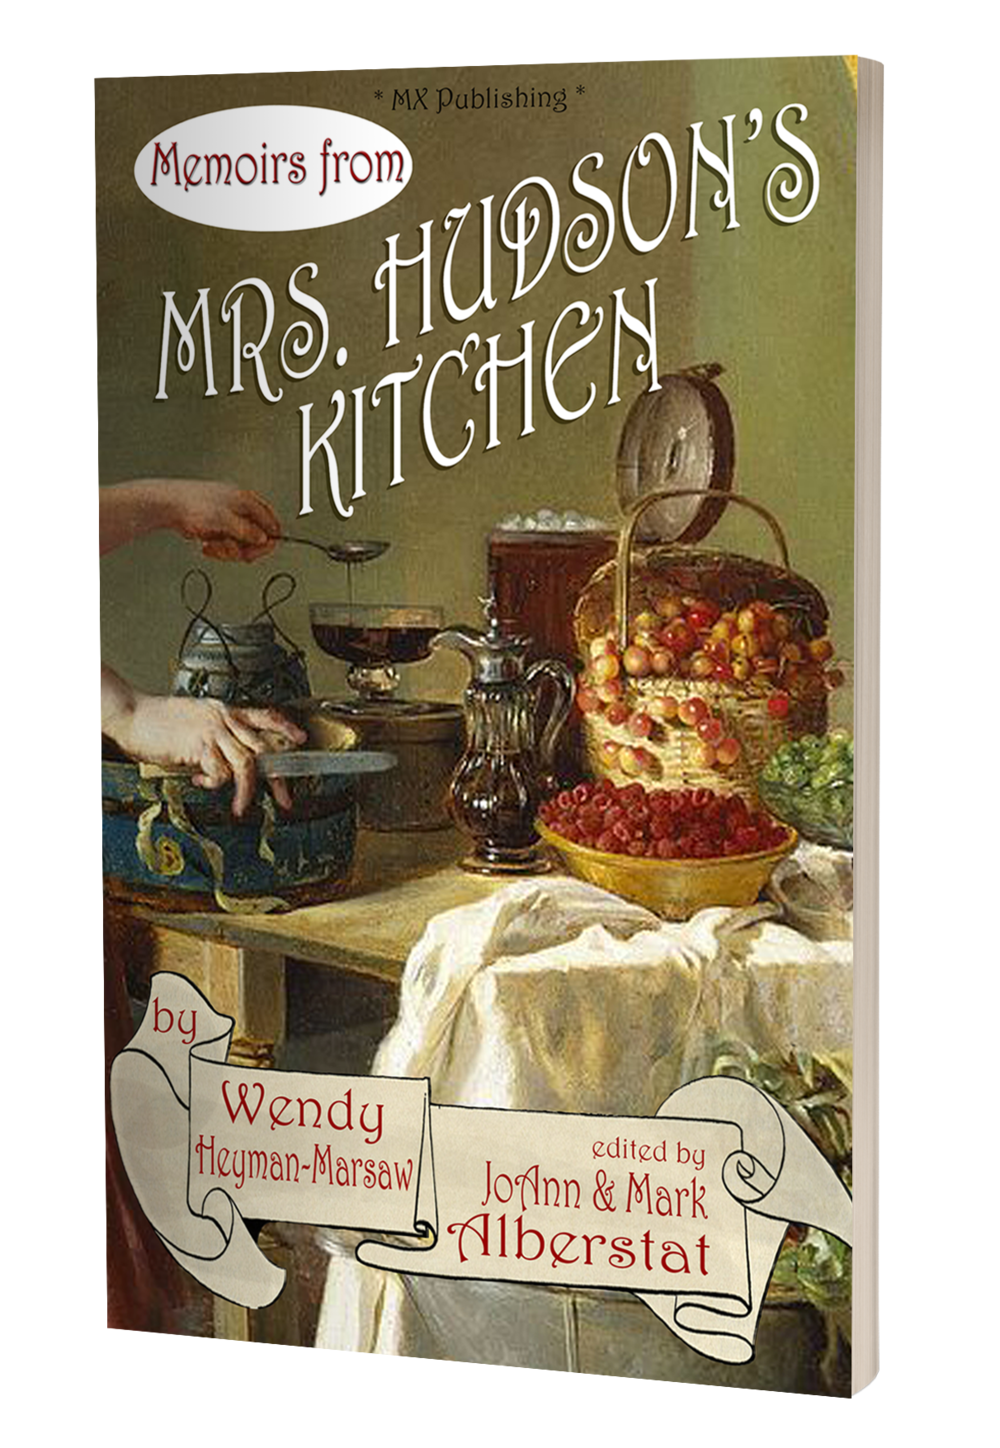 * MX Publishing *
Memoirs from
MRS. HUDSON'S
KITCHEN
by
Wendy
Heyman-Marsaw
edited by
JoAnn & Mark
Alberstat